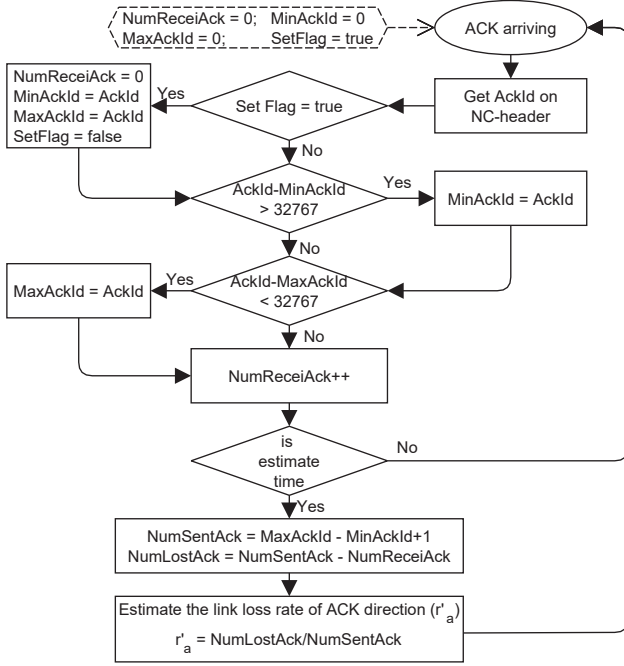 NumReceiAck = 0; MinAckId = 0
MaxAckId = 0; SetFlag = true
ACK arriving
NumReceiAck = 0
MinAckId = AckId
MaxAckId = AckId
SetFlag = false
Yes
Set Flag = true
Get AckId on
NC-header
No
AckId-MinAckId
> 32767
Yes
MinAckId = AckId
No
MaxAckId = AckId
Yes
AckId-MaxAckId
< 32767
No
NumReceiAck++
is
estimate
time
No
Yes
NumSentAck = MaxAckId - MinAckId+1
NumLostAck = NumSentAck - NumReceiAck
Estimate the link loss rate of ACK direction (r'_a)
r'_a = NumLostAck/NumSentAck